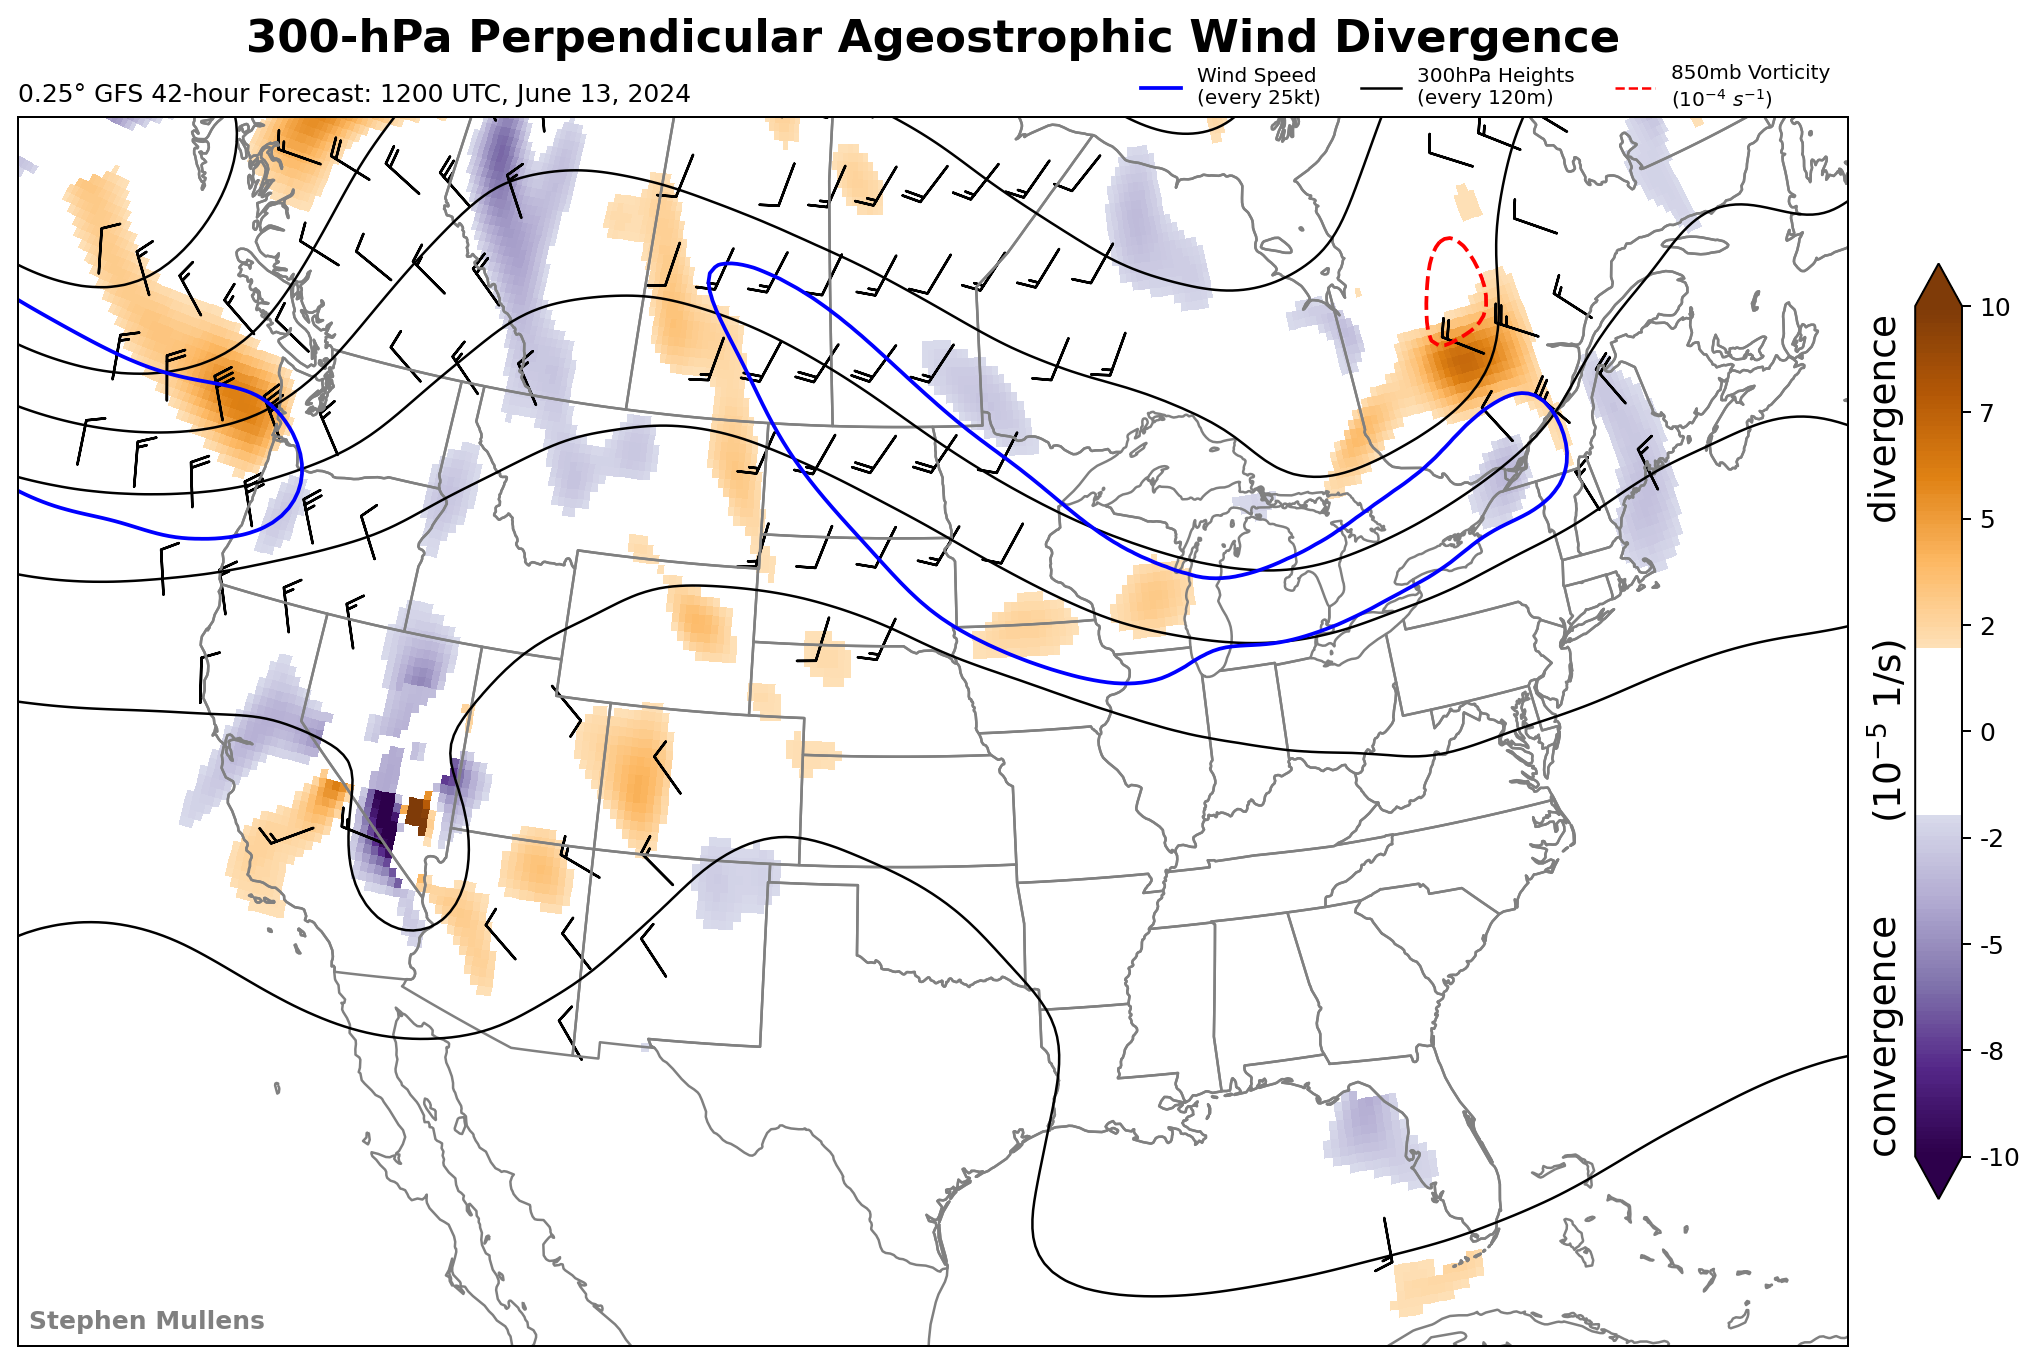 300-hPa Perpendicular Ageostrophic Wind Divergence
0.25° GFS 42-hour Forecast: 1200 UTC, June 13, 2024
Wind Speed
(every 25kt)
300hPa Heights
(every 120m)
850mb Vorticity
(10⁻⁴ s⁻¹)
10
7
5
2
0
-2
-5
-8
-10
convergence (10⁻⁵ 1/s) divergence
Stephen Mullens